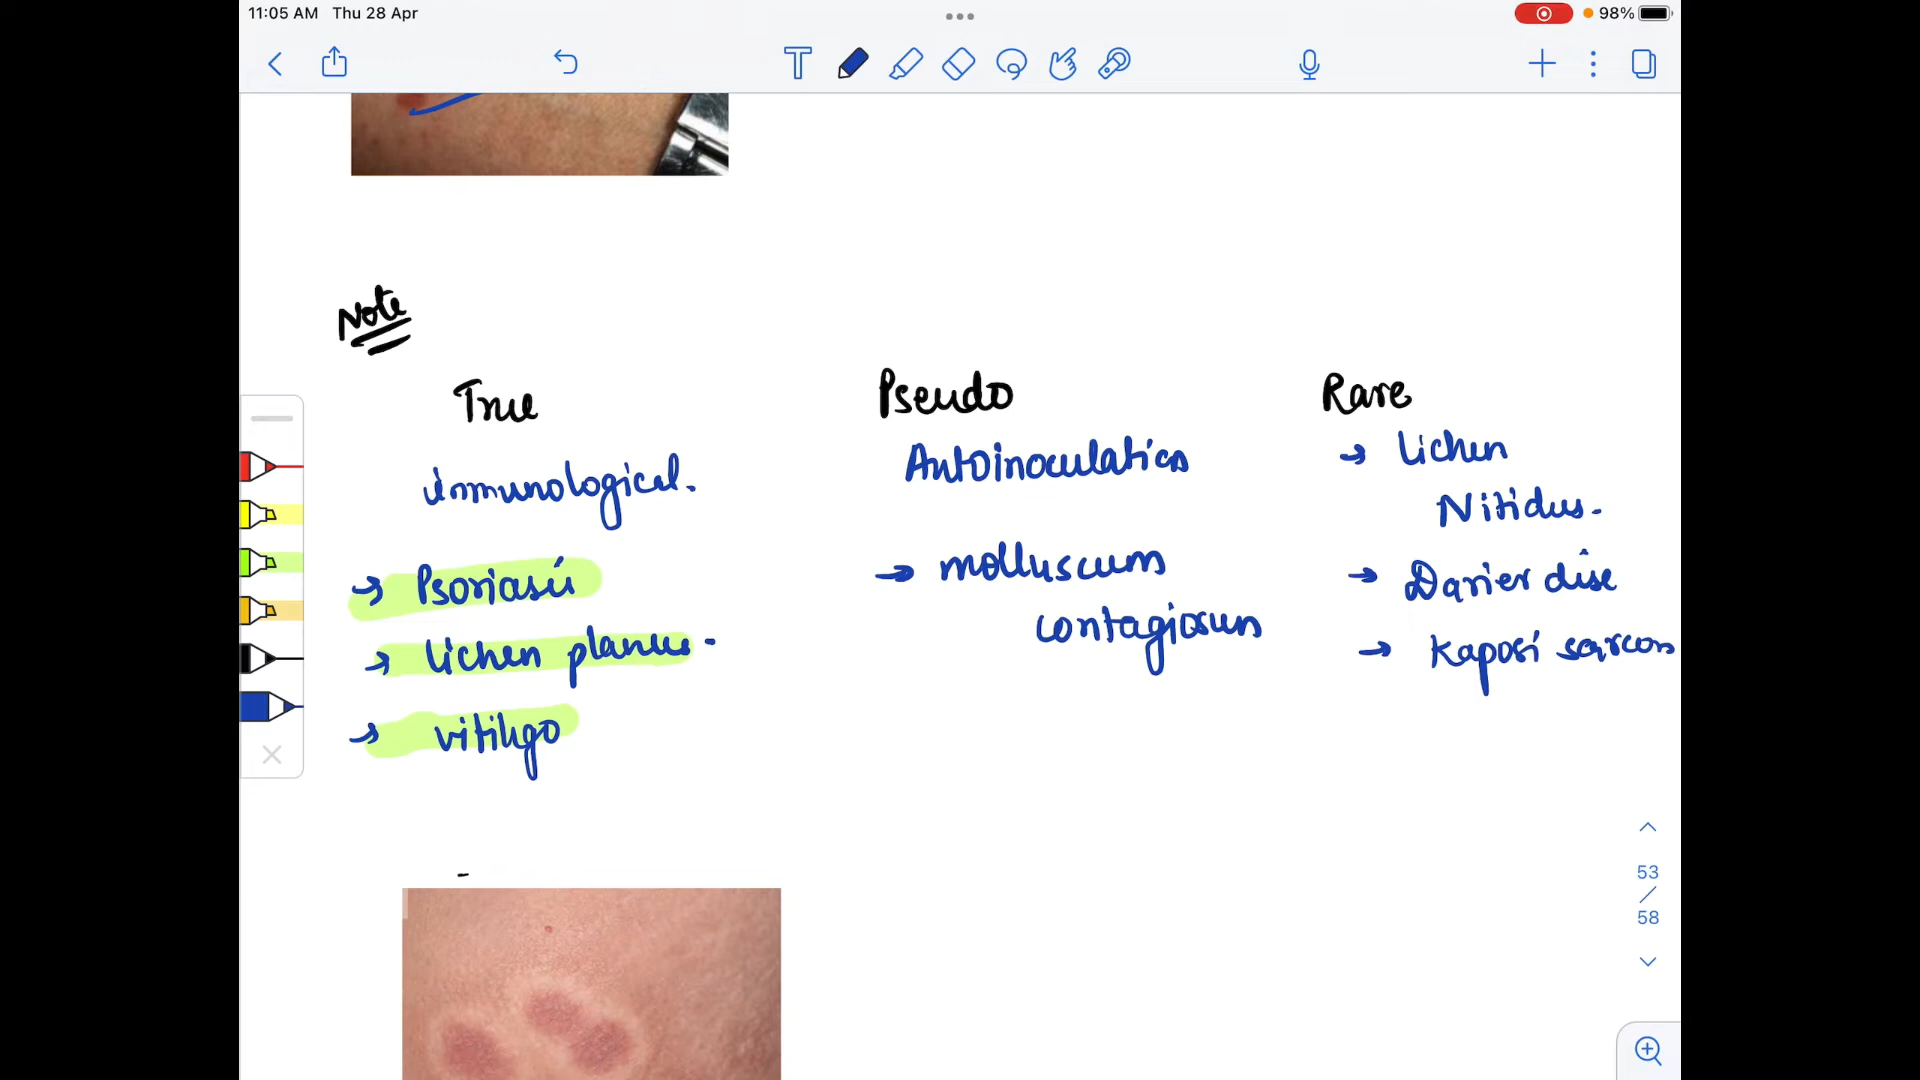 11:05 AM Thu 28 Apr
98%
T
Note
True
Pseudo
Rare
immunological.
Autoinoculation
→ Lichen
Nitidus.
→ Psoriasis
→ molluscum
contagiosum
→ Darier dise
→ Lichen planus.
→ Kaposi sarcom
→ vitiligo
53
58